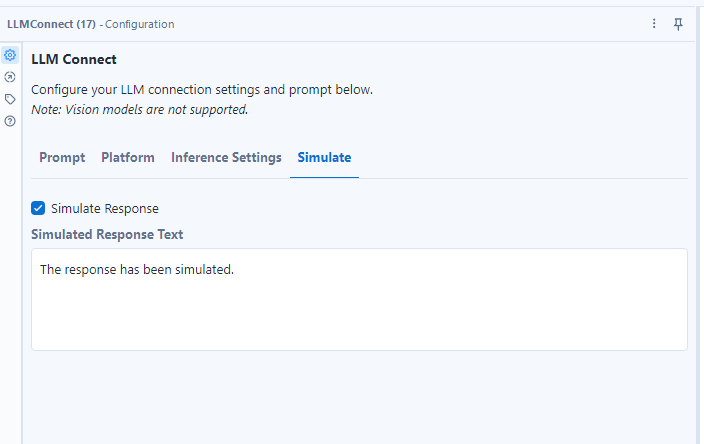 LLMConnect (17) - Configuration
LLM Connect
Configure your LLM connection settings and prompt below.
Note: Vision models are not supported.
Prompt Platform Inference Settings Simulate
Simulate Response
Simulated Response Text
The response has been simulated.